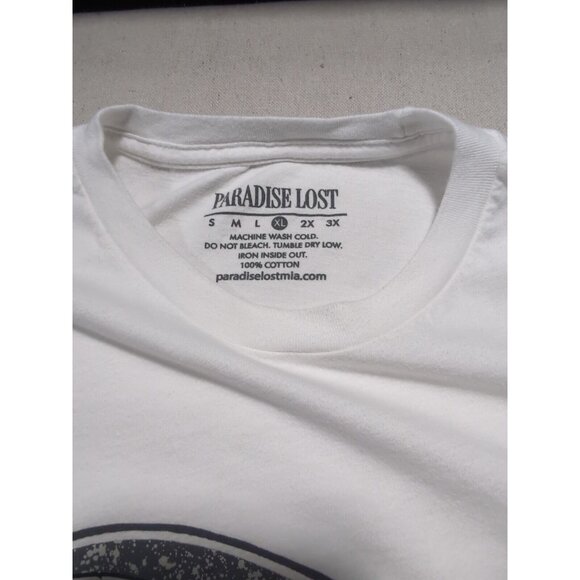 PARADISE LOST
S M L XL 2X 3X
MACHINE WASH COLD.
DO NOT BLEACH. TUMBLE DRY LOW.
IRON INSIDE OUT.
100% COTTON
paradiselostmia.com